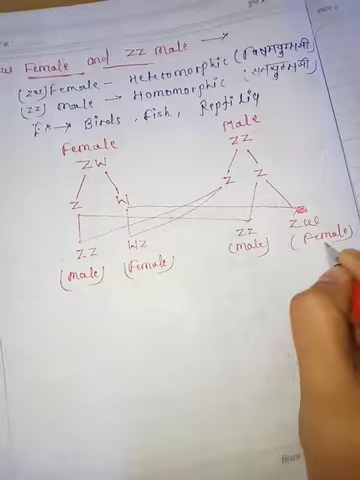 Female and ZZ male →
(ZW) Female - Heteromorphic (विषमयुग्मजी)
(ZZ) male → Homomorphic (समयुग्मजी)
Ex → Birds, Fish, Reptiles
Female Male
ZW ZZ
Z W Z Z
ZZ WZ ZZ ZW
(Male) (Female) (Male) (Female)